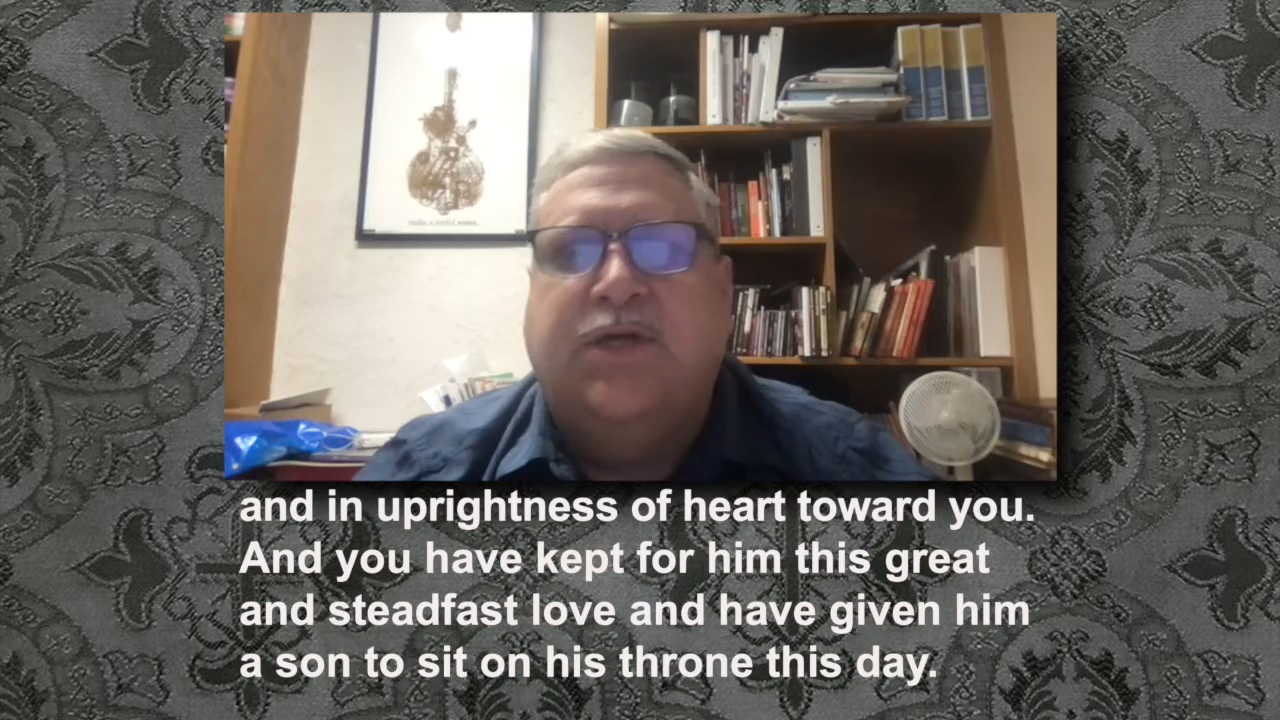 and in uprightness of heart toward you.
And you have kept for him this great
and steadfast love and have given him
a son to sit on his throne this day.